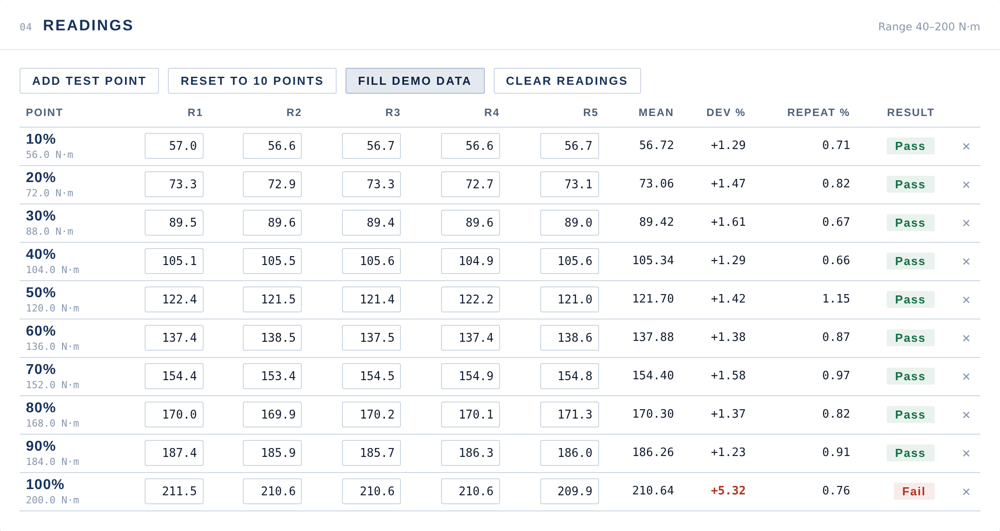 04 READINGS Range 40–200 N·m
ADD TEST POINT RESET TO 10 POINTS FILL DEMO DATA CLEAR READINGS
POINT R1 R2 R3 R4 R5 MEAN DEV % REPEAT % RESULT
10% 57.0 56.6 56.7 56.6 56.7 56.72 +1.29 0.71 Pass ×
56.0 N·m
20% 73.3 72.9 73.3 72.7 73.1 73.06 +1.47 0.82 Pass ×
72.0 N·m
30% 89.5 89.6 89.4 89.6 89.0 89.42 +1.61 0.67 Pass ×
88.0 N·m
40% 105.1 105.5 105.6 104.9 105.6 105.34 +1.29 0.66 Pass ×
104.0 N·m
50% 122.4 121.5 121.4 122.2 121.0 121.70 +1.42 1.15 Pass ×
120.0 N·m
60% 137.4 138.5 137.5 137.4 138.6 137.88 +1.38 0.87 Pass ×
136.0 N·m
70% 154.4 153.4 154.5 154.9 154.8 154.40 +1.58 0.97 Pass ×
152.0 N·m
80% 170.0 169.9 170.2 170.1 171.3 170.30 +1.37 0.82 Pass ×
168.0 N·m
90% 187.4 185.9 185.7 186.3 186.0 186.26 +1.23 0.91 Pass ×
184.0 N·m
100% 211.5 210.6 210.6 210.6 209.9 210.64 +5.32 0.76 Fail ×
200.0 N·m